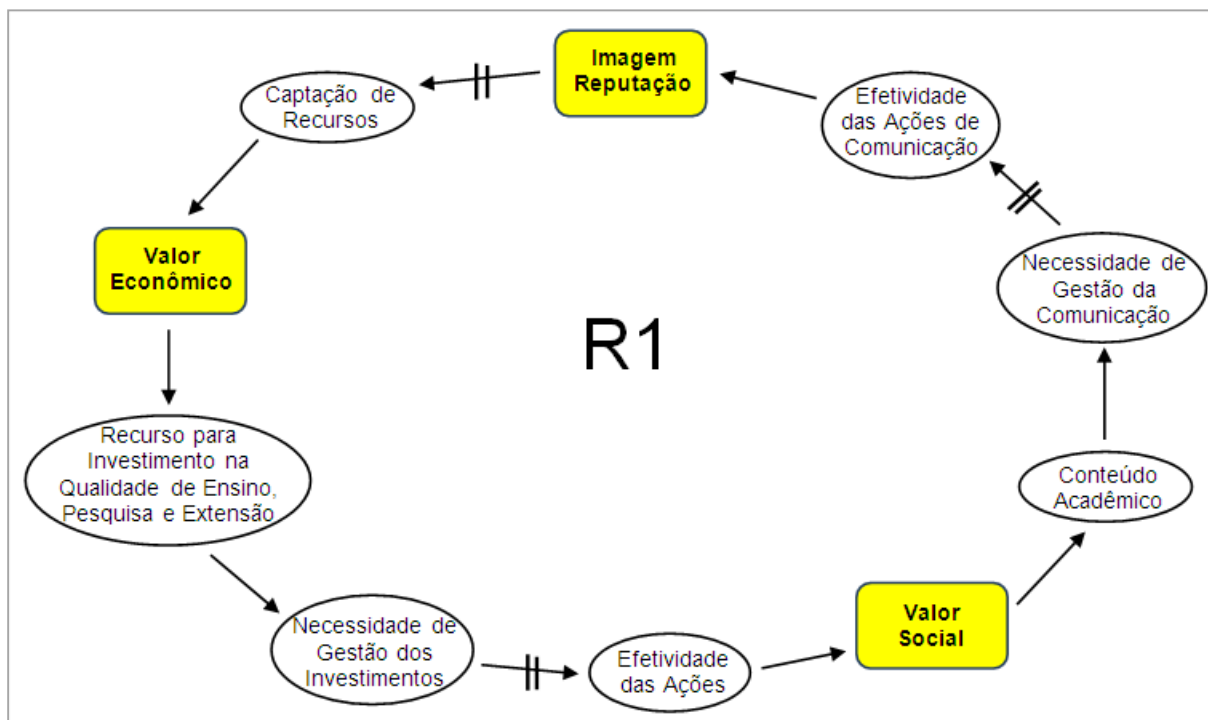 Imagem
Reputação
Captação de
Recursos
Efetividade
das Ações de
Comunicação
Valor
Econômico
Necessidade de
Gestão da
Comunicação
R1
Recurso para
Investimento na
Qualidade de Ensino,
Pesquisa e Extensão
Conteúdo
Acadêmico
Necessidade de
Gestão dos
Investimentos
Efetividade
das Ações
Valor
Social